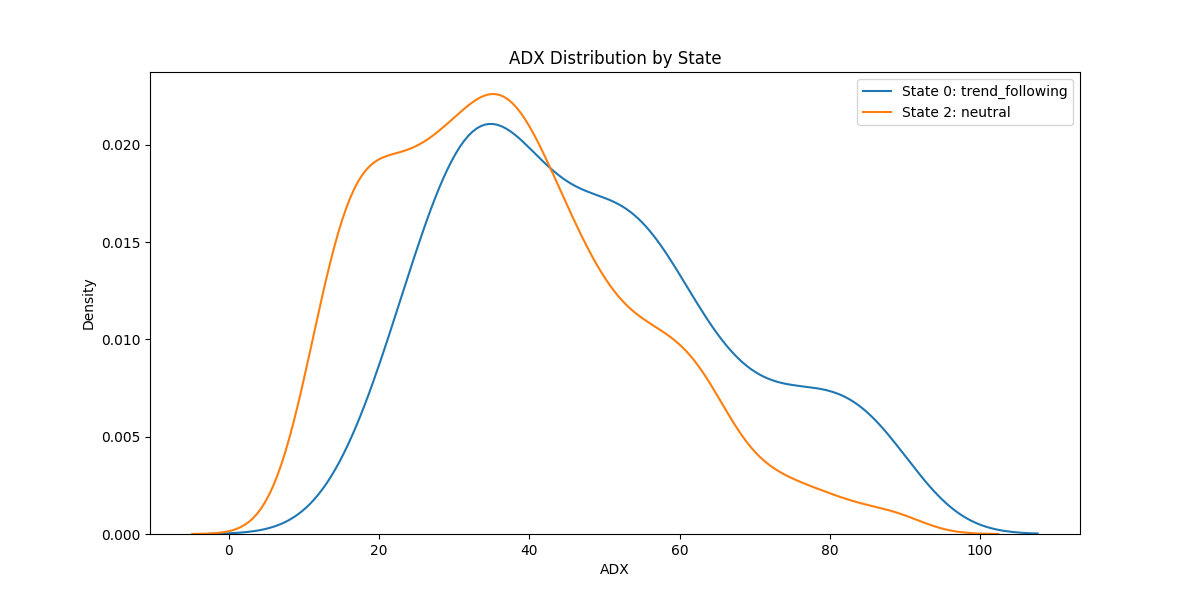 ADX Distribution by State
State 0: trend_following
State 2: neutral
Density
0.020
0.015
0.010
0.005
0.000
0
20
40
60
80
100
ADX